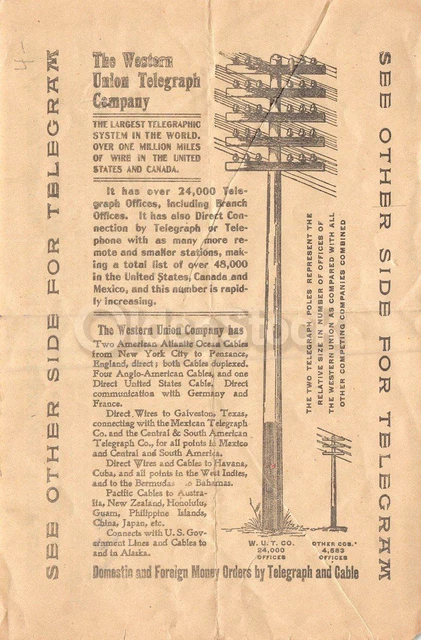 4-
SEE OTHER SIDE FOR TELEGRAM
The Western
Union Telegraph
Company
THE LARGEST TELEGRAPHIC
SYSTEM IN THE WORLD.
OVER ONE MILLION MILES
OF WIRE IN THE UNITED
STATES AND CANADA.
It has over 24,000 Tele-
graph Offices, including Branch
Offices. It has also Direct Con-
nection by Telegraph or Tele-
phone with as many more re-
mote and smaller stations, mak-
ing a total list of over 48,000
in the United States, Canada and
Mexico, and this number is rapid-
ly increasing.
The Western Union Company has
Two American Atlantic Ocean Cables
from New York City to Penzance,
England, direct; both Cables duplexed.
Four Anglo-American Cables, and one
Direct United States Cable. Direct
communication with Germany and
France.
Direct Wires to Galveston, Texas,
connecting with the Mexican Telegraph
Co. and the Central & South American
Telegraph Co., for all points in Mexico
and Central and South America.
Direct Wires and Cables to Havana,
Cuba, and all points in the West Indies,
and to the Bermudas Bahamas.
Pacific Cables to Austra-
lia, New Zealand, Honolulu,
Guam, Philippine Islands,
China, Japan, etc.
Connects with U. S. Gov-
ernment Lines and Cables to
and in Alaska.
THE TWO TELEGRAPH POLES REPRESENT THE
RELATIVE SIZE IN NUMBER OF OFFICES OF
THE WESTERN UNION AS COMPARED WITH ALL
OTHER COMPETING COMPANIES COMBINED
W. U. T. CO.
24,000
OFFICES
OTHER COS.'
4,583
OFFICES
Domestic and Foreign Money Orders by Telegraph and Cable
SEE OTHER SIDE FOR TELEGRAM